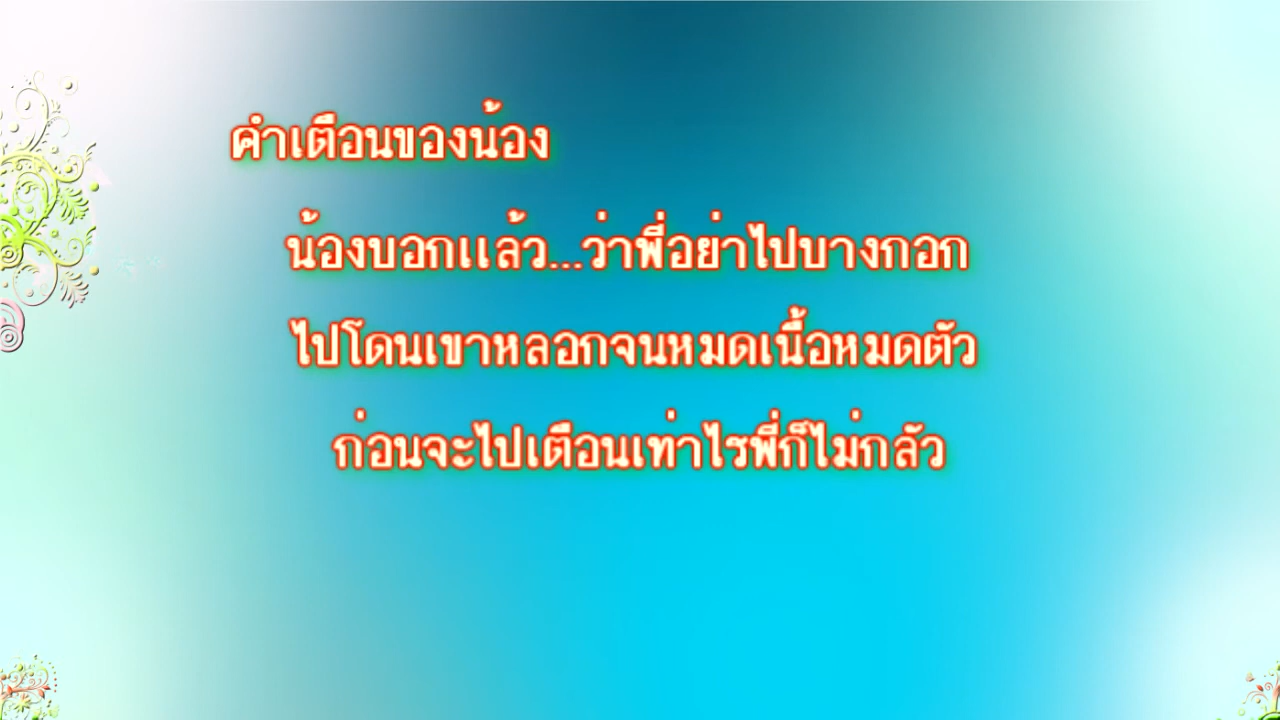 คำเตือนของน้อง
น้องบอกแล้ว...ว่าพี่อย่าไปบางกอก
ไปโดนเขาหลอกจนหมดเนื้อหมดตัว
ก่อนจะไปเตือนเท่าไรพี่ก็ไม่กลัว